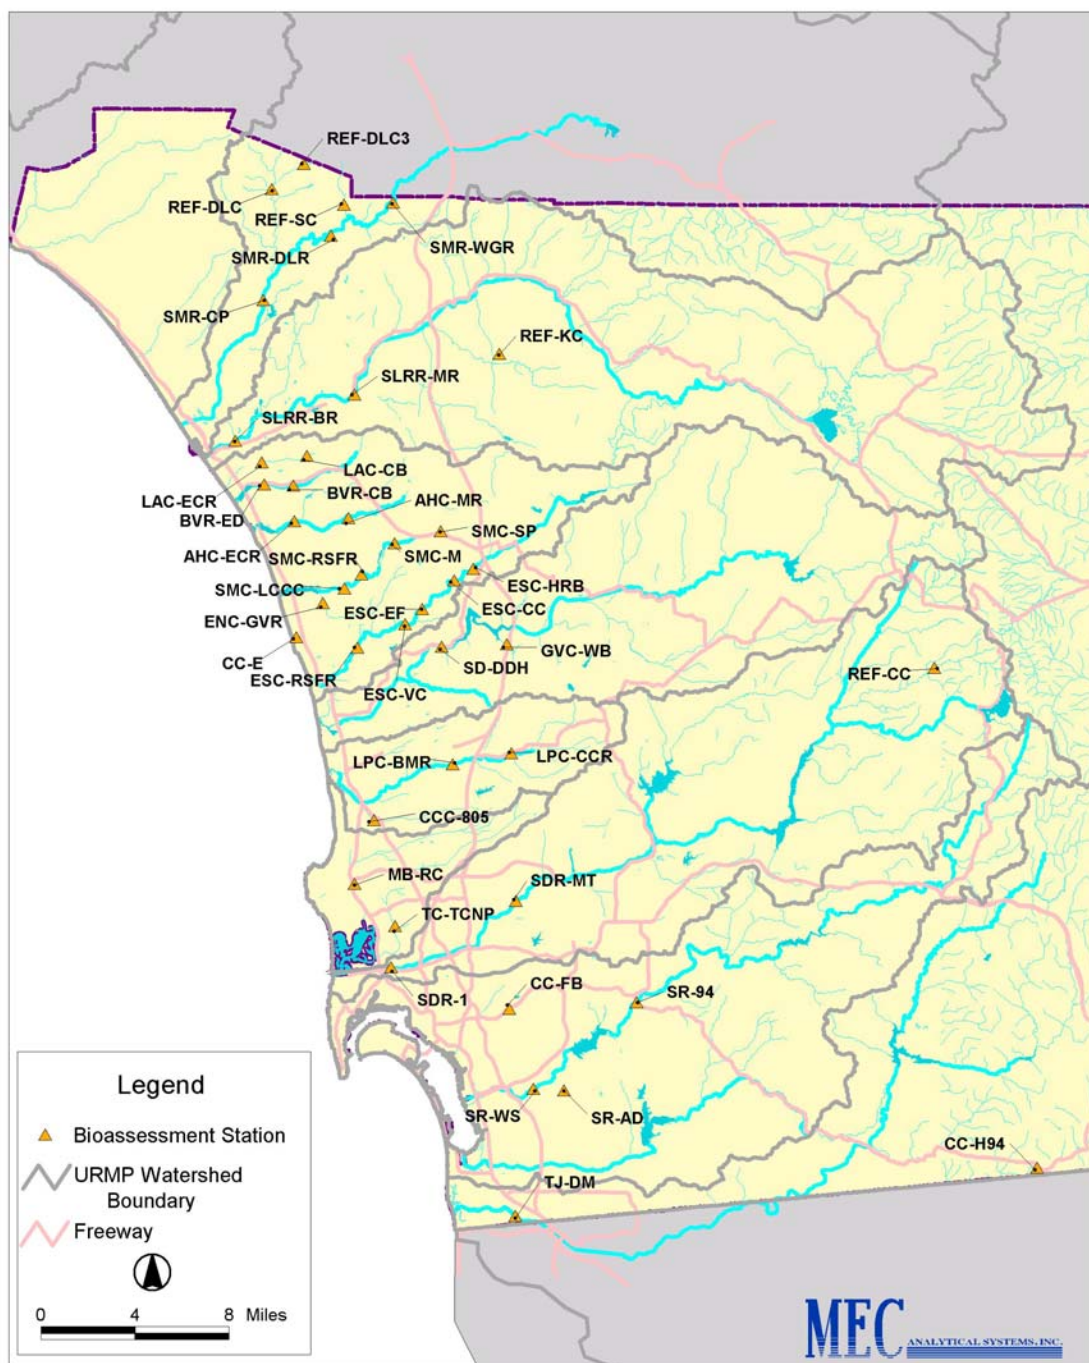 REF-DLC3
REF-DLC
REF-SC
SMR-WGR
SMR-DLR
SMR-CP
REF-KC
SLRR-MR
SLRR-BR
LAC-CB
LAC-ECR
BVR-CB
BVR-ED
AHC-MR
AHC-ECR
SMC-SP
SMC-RSFR
SMC-M
SMC-LCCC
ESC-HRB
ESC-EF
ESC-CC
ENC-GVR
CC-E
ESC-RSFR
ESC-VC
SD-DDH
GVC-WB
REF-CC
LPC-BMR
LPC-CCR
CCC-805
MB-RC
SDR-MT
TC-TCNP
SDR-1
CC-FB
SR-94
SR-WS
SR-AD
CC-H94
TJ-DM
Legend
Bioassessment Station
URMP Watershed
Boundary
Freeway
0 4 8 Miles
MEC ANALYTICAL SYSTEMS, INC.